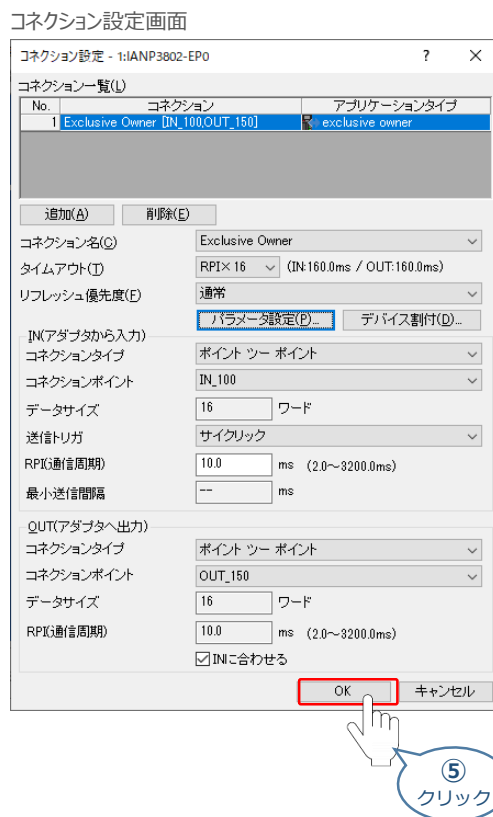 コネクション設定画面
コネクション設定 - 1:IANP3802-EP0 ? ×
コネクション一覧(L)
No. コネクション アプリケーションタイプ
1 Exclusive Owner [IN_100,OUT_150] exclusive owner
追加(A) 削除(E)
コネクション名(C) Exclusive Owner
タイムアウト(T) RPI×16 (IN:160.0ms / OUT:160.0ms)
リフレッシュ優先度(F) 通常
パラメータ設定(P)... デバイス割付(D)...
IN(アダプタから入力)
コネクションタイプ ポイント ツー ポイント
コネクションポイント IN_100
データサイズ 16 ワード
送信トリガ サイクリック
RPI(通信周期) 10.0 ms (2.0～3200.0ms)
最小送信間隔 -- ms
OUT(アダプタへ出力)
コネクションタイプ ポイント ツー ポイント
コネクションポイント OUT_150
データサイズ 16 ワード
RPI(通信周期) 10.0 ms (2.0～3200.0ms)
INに合わせる
OK キャンセル
⑤
クリック